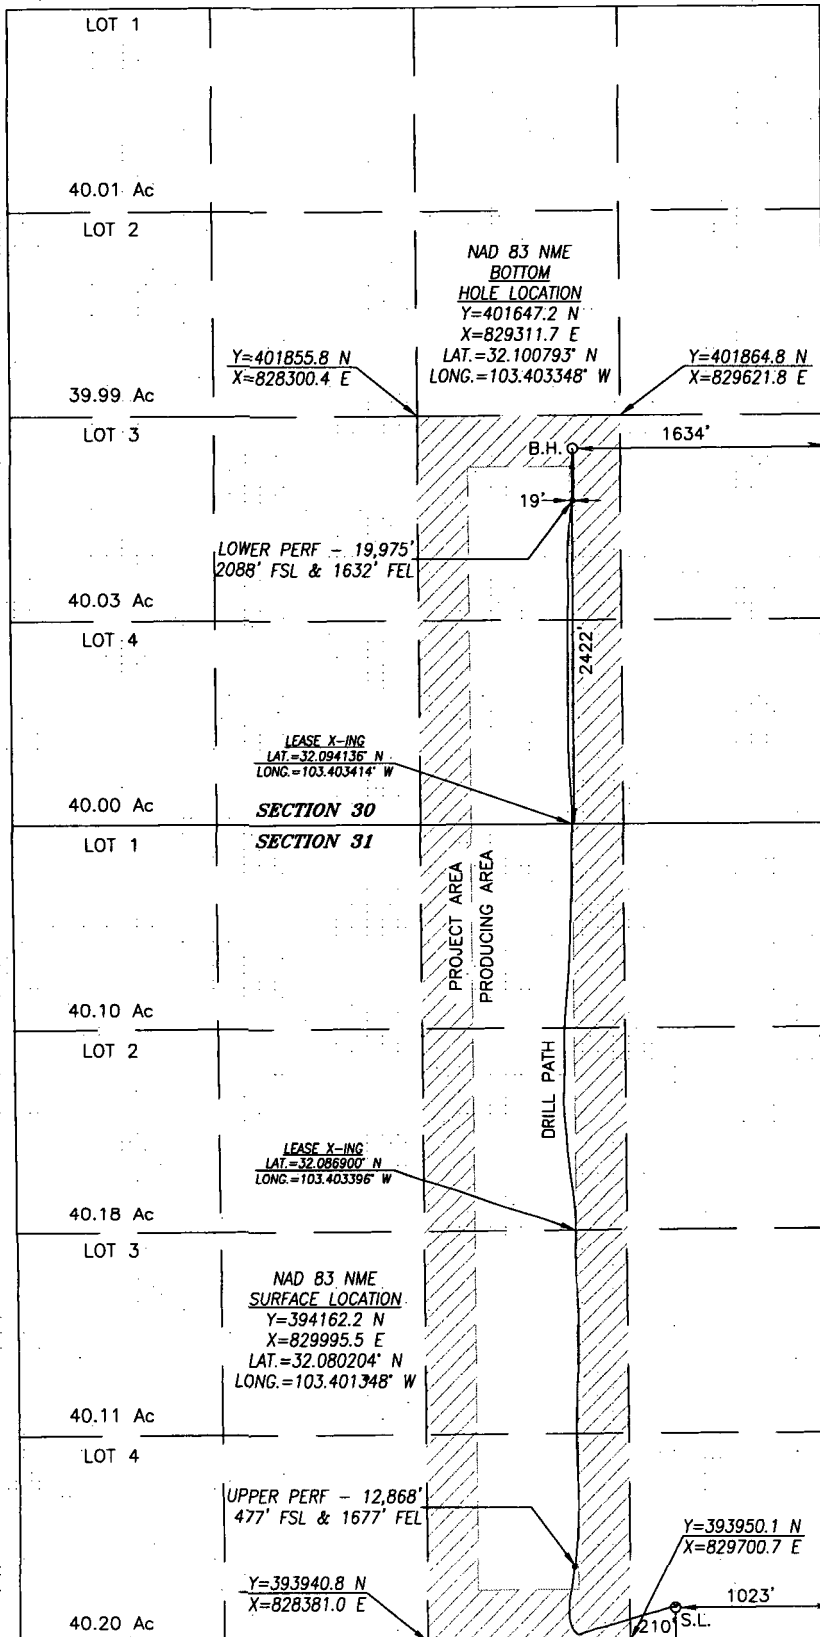 LOT 1
40.01 Ac
LOT 2
NAD 83 NME
BOTTOM
HOLE LOCATION
Y=401647.2 N
X=829311.7 E
LAT.=32.100793° N
LONG.=103.403348° W
Y=401855.8 N
X=828300.4 E
Y=401864.8 N
X=829621.8 E
39.99 Ac
LOT 3
B.H.
1634'
19'
LOWER PERF - 19,975'
2088' FSL & 1632' FEL
40.03 Ac
LOT 4
2422'
LEASE X-ING
LAT.=32.094136° N
LONG.=103.403414° W
40.00 Ac
SECTION 30
SECTION 31
LOT 1
PROJECT AREA
PRODUCING AREA
40.10 Ac
LOT 2
DRILL PATH
LEASE X-ING
LAT.=32.086900° N
LONG.=103.403396° W
40.18 Ac
LOT 3
NAD 83 NME
SURFACE LOCATION
Y=394162.2 N
X=829995.5 E
LAT.=32.080204° N
LONG.=103.401348° W
40.11 Ac
LOT 4
UPPER PERF - 12,868'
477' FSL & 1677' FEL
Y=393950.1 N
X=829700.7 E
Y=393940.8 N
X=828381.0 E
1023'
S.L.
210'
40.20 Ac